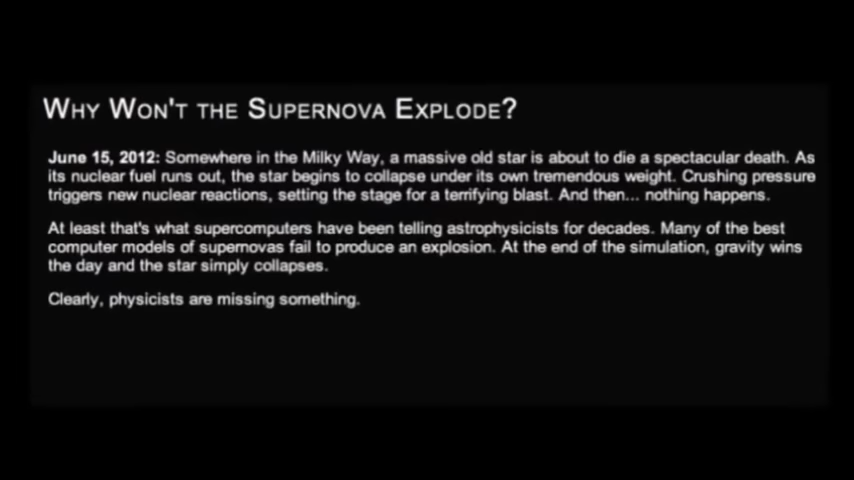 WHY WON'T THE SUPERNOVA EXPLODE?
June 15, 2012: Somewhere in the Milky Way, a massive old star is about to die a spectacular death. As
its nuclear fuel runs out, the star begins to collapse under its own tremendous weight. Crushing pressure
triggers new nuclear reactions, setting the stage for a terrifying blast. And then... nothing happens.
At least that's what supercomputers have been telling astrophysicists for decades. Many of the best
computer models of supernovas fail to produce an explosion. At the end of the simulation, gravity wins
the day and the star simply collapses.
Clearly, physicists are missing something.